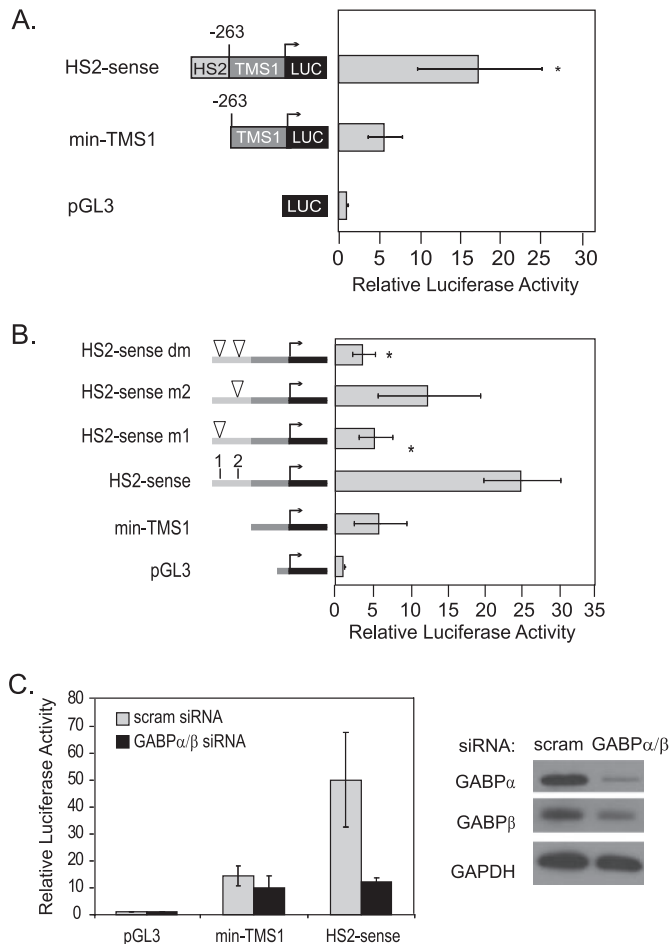 A.
-263
HS2-sense
HS2 TMS1 LUC
*
-263
min-TMS1
TMS1 LUC
pGL3
LUC
0 5 10 15 20 25 30
Relative Luciferase Activity
B.
HS2-sense dm
*
HS2-sense m2
HS2-sense m1
*
1 2
HS2-sense
min-TMS1
pGL3
0 5 10 15 20 25 30 35
Relative Luciferase Activity
C.
Relative Luciferase Activity
80
70
60
50
40
30
20
10
0
scram siRNA
GABPα/β siRNA
pGL3 min-TMS1 HS2-sense
siRNA: scram GABPα/β
GABPα
GABPβ
GAPDH